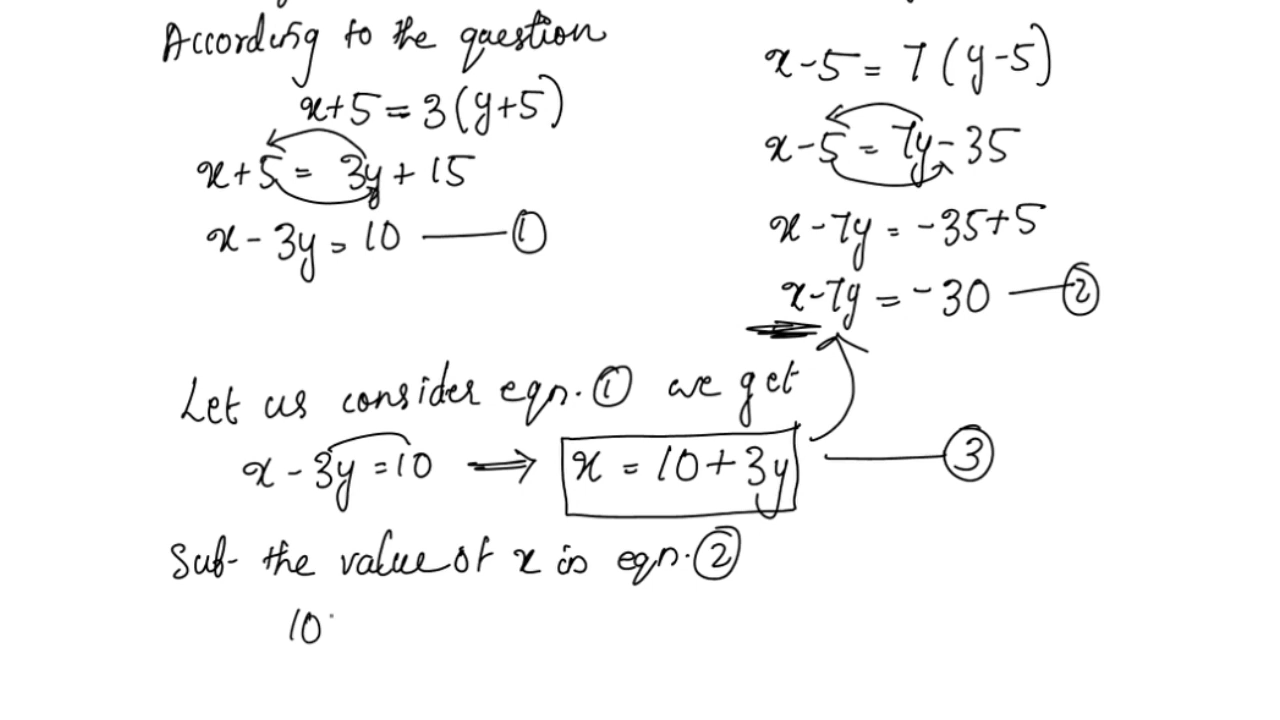 According to the question
x+5 = 3(y+5)
x+5 = 3y + 15
x - 3y = 10 —— ①
x-5 = 7(y-5)
x-5 = 7y-35
x-7y = -35+5
x-7y = -30 —— ②
Let us consider eqn. ① we get
x - 3y = 10 ⟹ x = 10+3y —— ③
Sub- the value of x in eqn. ②
10